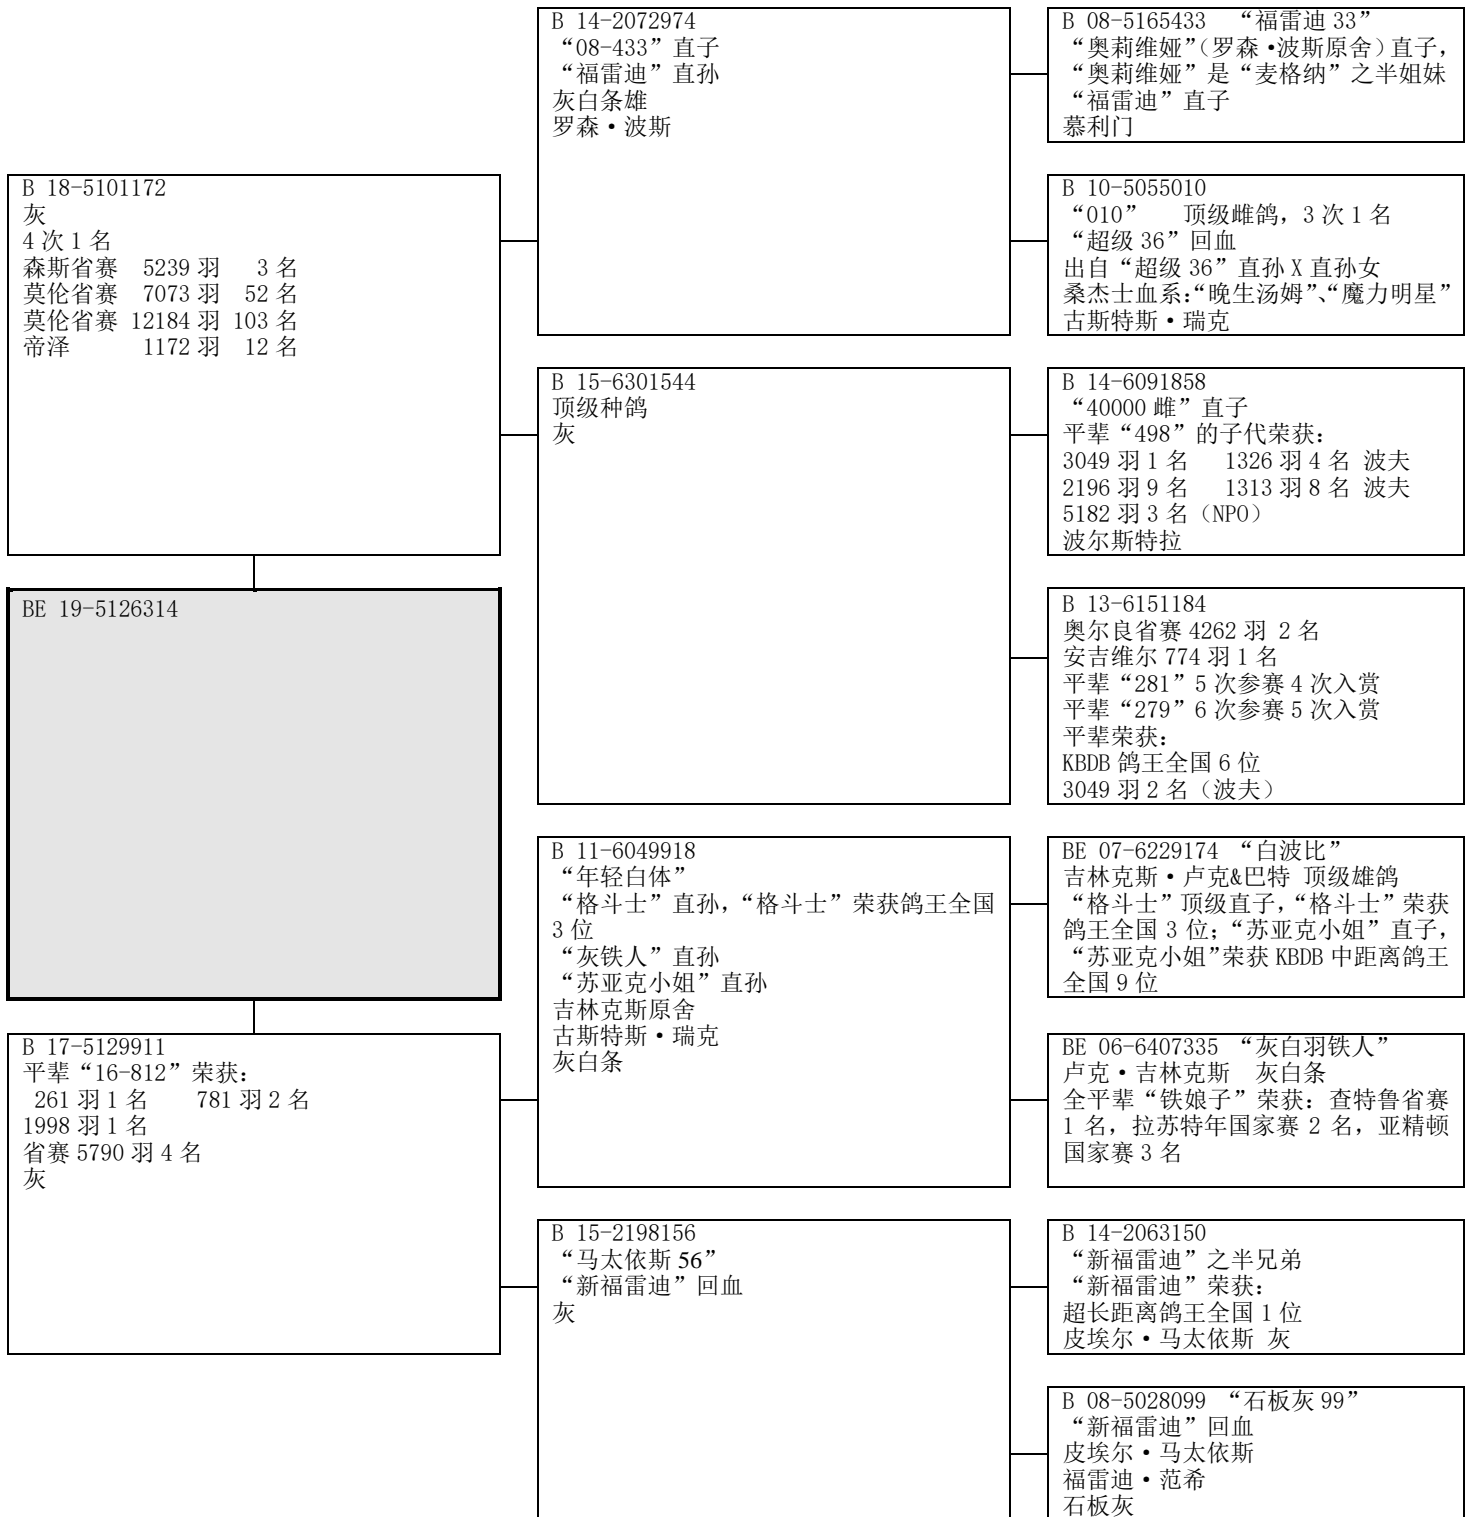 B 14-2072974
“08-433”直子
“福雷迪”直孙
灰白条雄
罗森•波斯
B 08-5165433 “福雷迪 33”
“奥莉维娅”（罗森•波斯原舍）直子，
“奥莉维娅”是“麦格纳”之半姐妹
“福雷迪”直子
慕利门
B 18-5101172
灰
4 次 1 名
森斯省赛 5239 羽 3 名
莫伦省赛 7073 羽 52 名
莫伦省赛 12184 羽 103 名
帝泽 1172 羽 12 名
B 10-5055010
“010” 顶级雌鸽，3 次 1 名
“超级 36”回血
出自“超级 36”直孙 X 直孙女
桑杰士血系：“晚生汤姆”、“魔力明星”
古斯特斯•瑞克
B 15-6301544
顶级种鸽
灰
B 14-6091858
“40000 雌”直子
平辈“498”的子代荣获：
3049 羽 1 名 1326 羽 4 名 波夫
2196 羽 9 名 1313 羽 8 名 波夫
5182 羽 3 名（NPO）
波尔斯特拉
BE 19-5126314
B 13-6151184
奥尔良省赛 4262 羽 2 名
安吉维尔 774 羽 1 名
平辈“281”5 次参赛 4 次入赏
平辈“279”6 次参赛 5 次入赏
平辈荣获：
KBDB 鸽王全国 6 位
3049 羽 2 名（波夫）
B 11-6049918
“年轻白体”
“格斗士”直孙，“格斗士”荣获鸽王全国
3 位
“灰铁人”直孙
“苏亚克小姐”直孙
吉林克斯原舍
古斯特斯•瑞克
灰白条
BE 07-6229174 “白波比”
吉林克斯•卢克&巴特 顶级雄鸽
“格斗士”顶级直子，“格斗士”荣获
鸽王全国 3 位；“苏亚克小姐”直子，
“苏亚克小姐”荣获 KBDB 中距离鸽王
全国 9 位
B 17-5129911
平辈“16-812”荣获：
261 羽 1 名 781 羽 2 名
1998 羽 1 名
省赛 5790 羽 4 名
灰
BE 06-6407335 “灰白羽铁人”
卢克•吉林克斯 灰白条
全平辈“铁娘子”荣获：查特鲁省赛
1 名，拉苏特年国家赛 2 名，亚精顿
国家赛 3 名
B 15-2198156
“马太依斯 56”
“新福雷迪”回血
灰
B 14-2063150
“新福雷迪”之半兄弟
“新福雷迪”荣获：
超长距离鸽王全国 1 位
皮埃尔•马太依斯 灰
B 08-5028099 “石板灰 99”
“新福雷迪”回血
皮埃尔•马太依斯
福雷迪•范希
石板灰